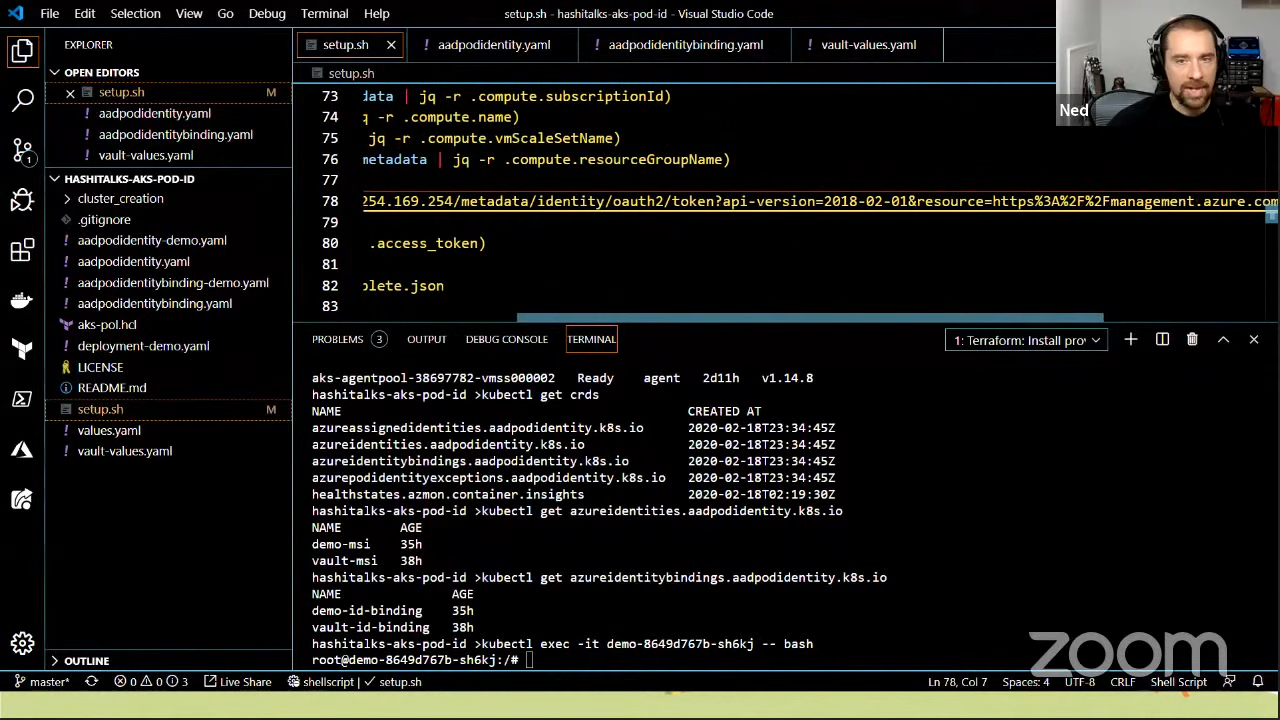 File Edit Selection View Go Debug Terminal Help
setup.sh - hashitalks-aks-pod-id - Visual Studio Code
EXPLORER
OPEN EDITORS
setup.sh M
aadpodidentity.yaml
aadpodidentitybinding.yaml
vault-values.yaml
HASHITALKS-AKS-POD-ID
cluster_creation
.gitignore
aadpodidentity-demo.yaml
aadpodidentity.yaml
aadpodidentitybinding-demo.yaml
aadpodidentitybinding.yaml
aks-pol.hd
deployment-demo.yaml
LICENSE
README.md
setup.sh M
values.yaml
vault-values.yaml
OUTLINE
1
setup.sh
aadpodidentity.yaml
aadpodidentitybinding.yaml
vault-values.yaml
setup.sh
73 data | jq -r .compute.subscriptionId)
74 q -r .compute.name)
75 jq -r .compute.vmScaleSetName)
76 metadata | jq -r .compute.resourceGroupName)
77
78 254.169.254/metadata/identity/oauth2/token?api-version=2018-02-01&resource=https%3A%2F%2Fmanagement.azure.com
79
80 .access_token)
81
82 plete.json
83
Ned
PROBLEMS 3 OUTPUT DEBUG CONSOLE TERMINAL
1: Terraform: Install prov
aks-agentpool-38697782-vmss000002 Ready agent 2d11h v1.14.8
hashitalks-aks-pod-id >kubectl get crds
NAME CREATED AT
azureassignedidentities.aadpodidentity.k8s.io 2020-02-18T23:34:45Z
azureidentities.aadpodidentity.k8s.io 2020-02-18T23:34:45Z
azureidentitybindings.aadpodidentity.k8s.io 2020-02-18T23:34:45Z
azurepodidentityexceptions.aadpodidentity.k8s.io 2020-02-18T23:34:45Z
healthstates.azmon.container.insights 2020-02-18T02:19:30Z
hashitalks-aks-pod-id >kubectl get azureidentities.aadpodidentity.k8s.io
NAME AGE
demo-msi 35h
vault-msi 38h
hashitalks-aks-pod-id >kubectl get azureidentitybindings.aadpodidentity.k8s.io
NAME AGE
demo-id-binding 35h
vault-id-binding 38h
hashitalks-aks-pod-id >kubectl exec -it demo-8649d767b-sh6kj -- bash
root@demo-8649d767b-sh6kj:/#
zoom
master* 0 0 3 Live Share shellscript | setup.sh Ln 78, Col 7 Spaces: 4 UTF-8 CRLF Shell Script